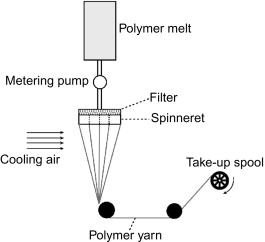 Polymer melt
Metering pump
Filter
Spinneret
Cooling air
Take-up spool
Polymer yarn